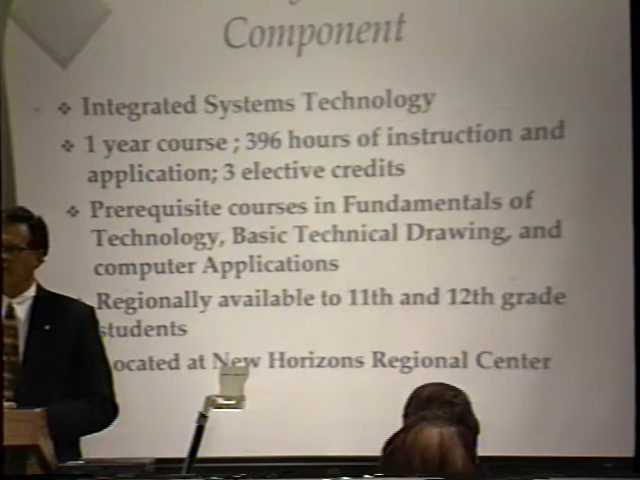 Component
Integrated Systems Technology
1 year course ; 396 hours of instruction and
application; 3 elective credits
Prerequisite courses in Fundamentals of
Technology, Basic Technical Drawing, and
computer Applications
Regionally available to 11th and 12th grade
students
ocated at New Horizons Regional Center